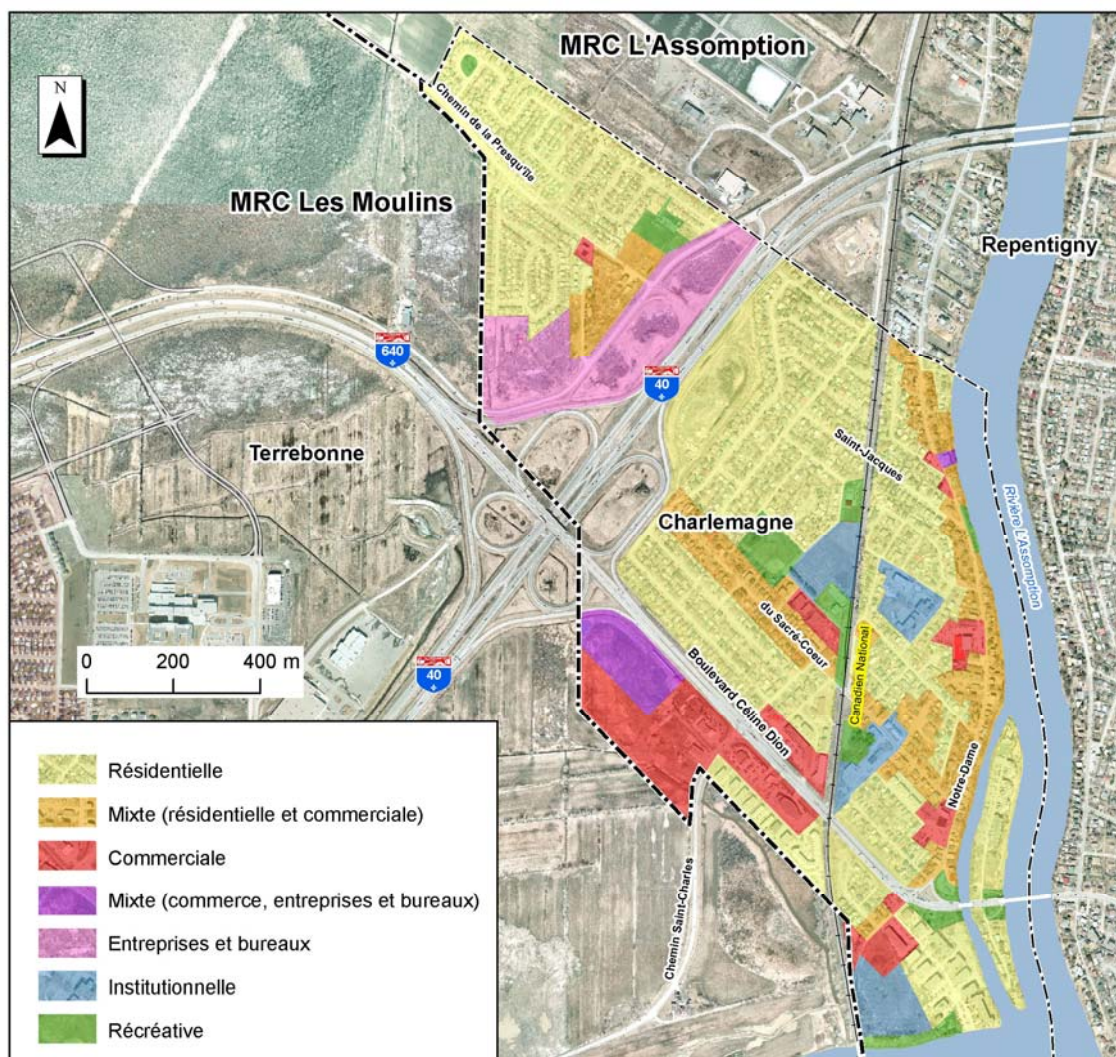 MRC L'Assomption
N
Chemin de la Presqu'île
MRC Les Moulins
Repentigny
640
40
Terrebonne
Saint-Jacques
Charlemagne
Rivière L'Assomption
du Sacré-Coeur
0 200 400 m
40
Boulevard Céline Dion
Canadien National
Notre-Dame
Chemin Saint-Charles
Résidentielle
Mixte (résidentielle et commerciale)
Commerciale
Mixte (commerce, entreprises et bureaux)
Entreprises et bureaux
Institutionnelle
Récréative